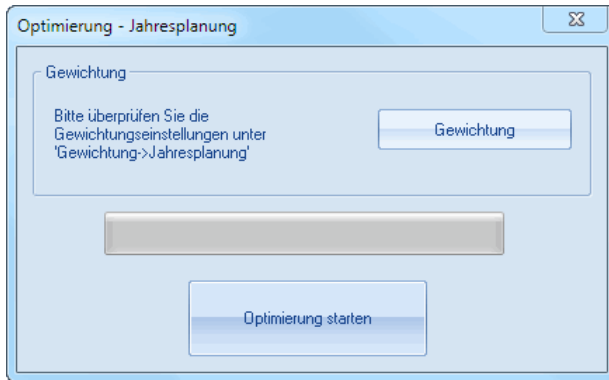 Optimierung - Jahresplanung
Gewichtung
Bitte überprüfen Sie die
Gewichtungseinstellungen unter
'Gewichtung->Jahresplanung'
Gewichtung
Optimierung starten